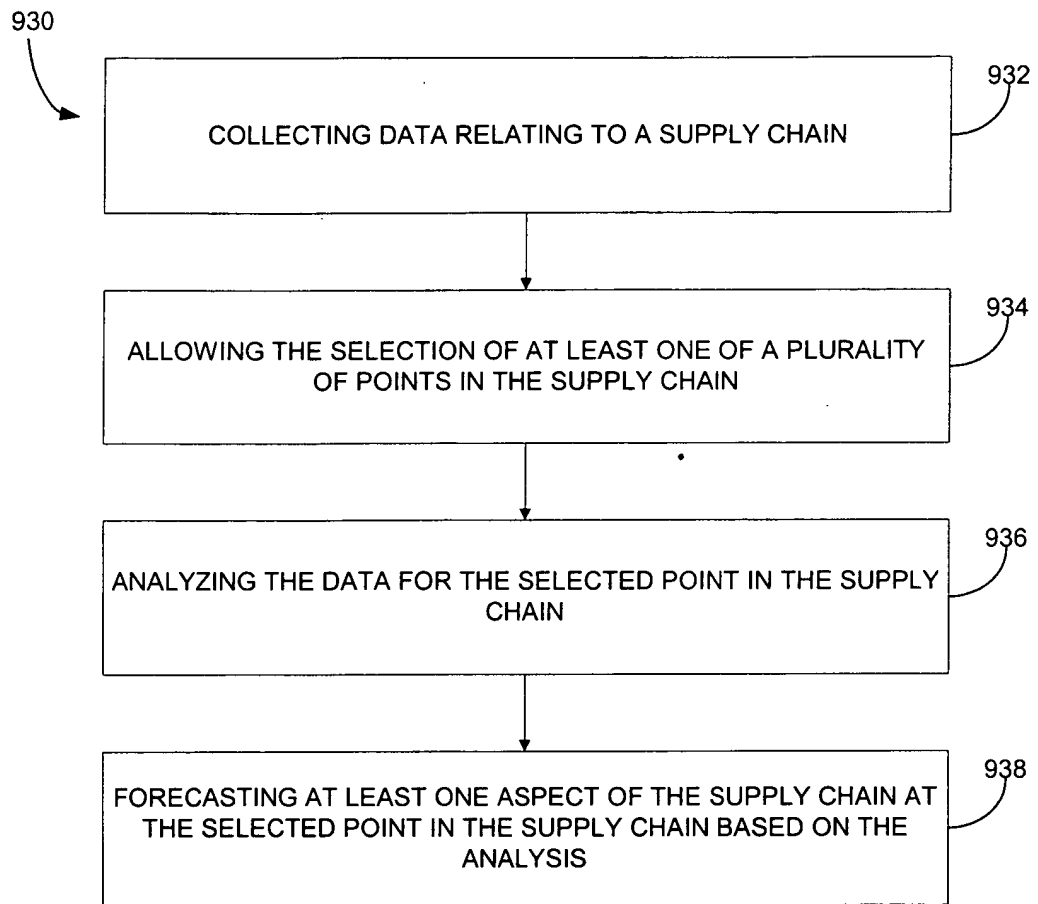 930
932
COLLECTING DATA RELATING TO A SUPPLY CHAIN
934
ALLOWING THE SELECTION OF AT LEAST ONE OF A PLURALITY
OF POINTS IN THE SUPPLY CHAIN
936
ANALYZING THE DATA FOR THE SELECTED POINT IN THE SUPPLY
CHAIN
938
FORECASTING AT LEAST ONE ASPECT OF THE SUPPLY CHAIN AT
THE SELECTED POINT IN THE SUPPLY CHAIN BASED ON THE
ANALYSIS